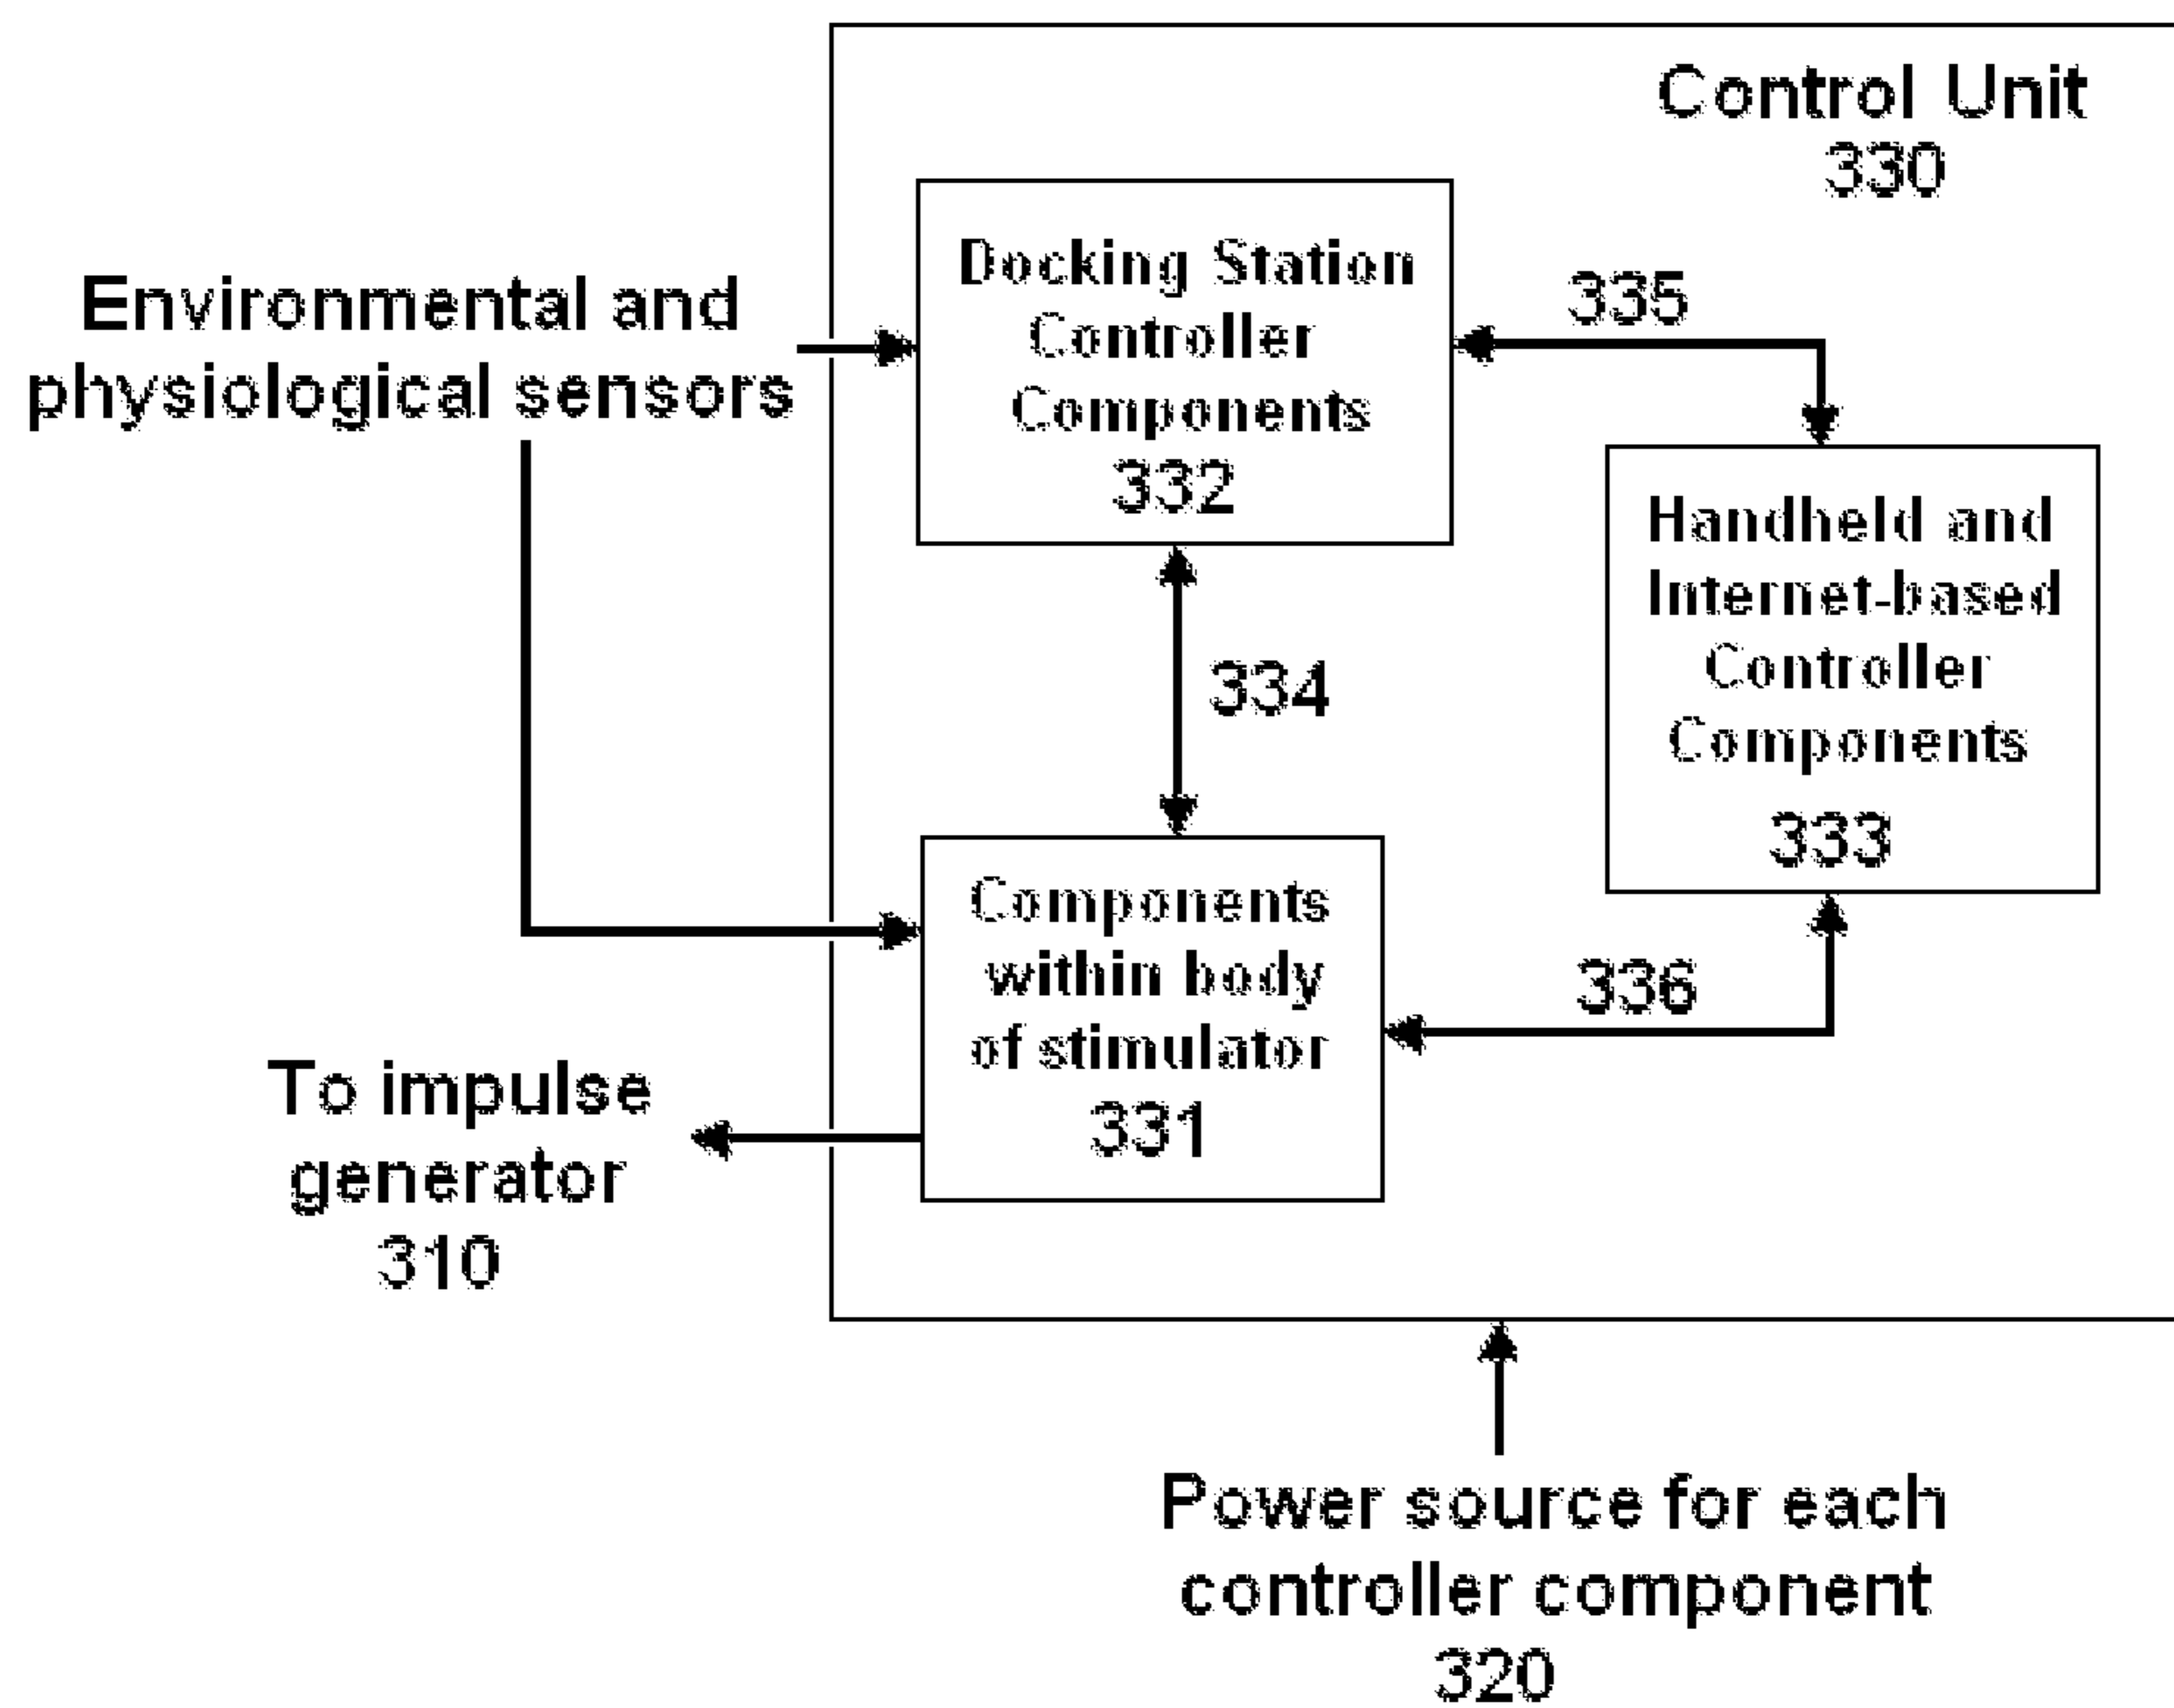 Control Unit
330
Environmental and
physiological sensors
Docking Station
Controller
Components
332
335
Handheld and
Internet-based
Controller
Components
333
334
Components
within body
of stimulator
331
336
To impulse
generator
310
Power source for each
controller component
320